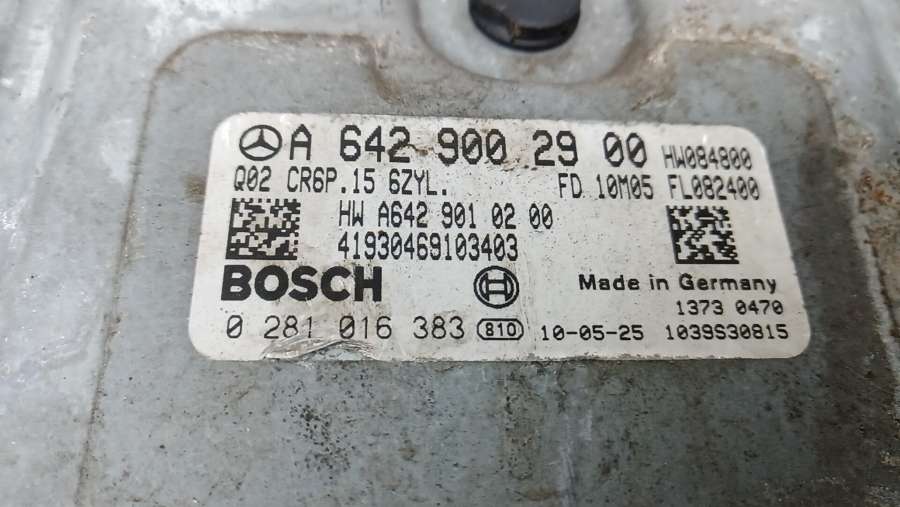 A 642 900 29 00 HW084800
Q02 CR6P.15 6ZYL. FD 10M05 FL082400
HW A642 901 02 00
41930469103403
BOSCH Made in Germany
1373 0470
0 281 016 383 810 10-05-25 1039S30815